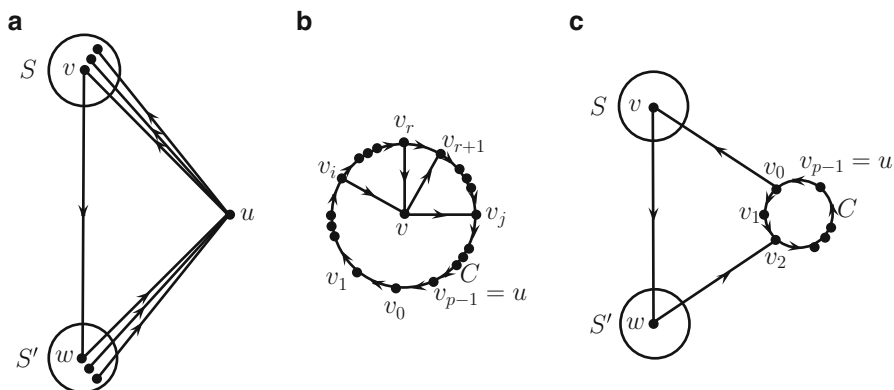 a
S
v
u
S'
w
b
v_r
v_{r+1}
v_i
v
v_j
v_1
C
v_0
v_{p-1} = u
c
S
v
v_0
v_{p-1} = u
v_1
C
v_2
S'
w